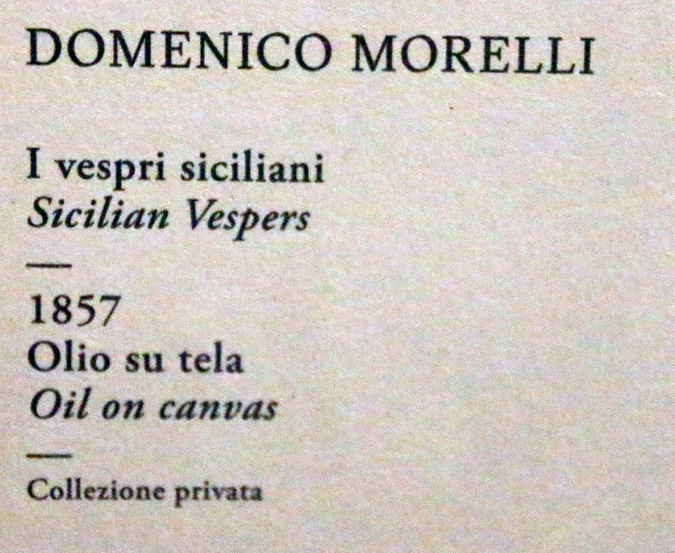 DOMENICO MORELLI
I vespri siciliani
Sicilian Vespers
—
1857
Olio su tela
Oil on canvas
—
Collezione privata